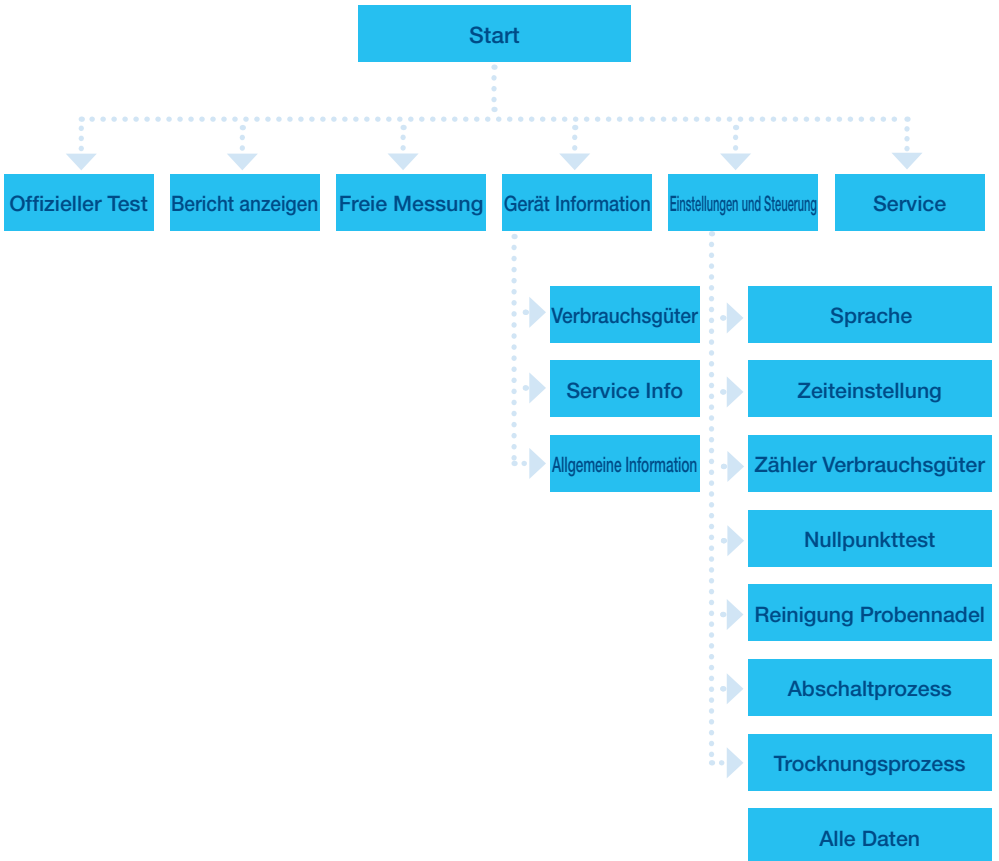 Start
Offizieller Test
Bericht anzeigen
Freie Messung
Gerät Information
Einstellungen und Steuerung
Service
Verbrauchsgüter
Service Info
Allgemeine Information
Sprache
Zeiteinstellung
Zähler Verbrauchsgüter
Nullpunkttest
Reinigung Probennadel
Abschaltprozess
Trocknungsprozess
Alle Daten